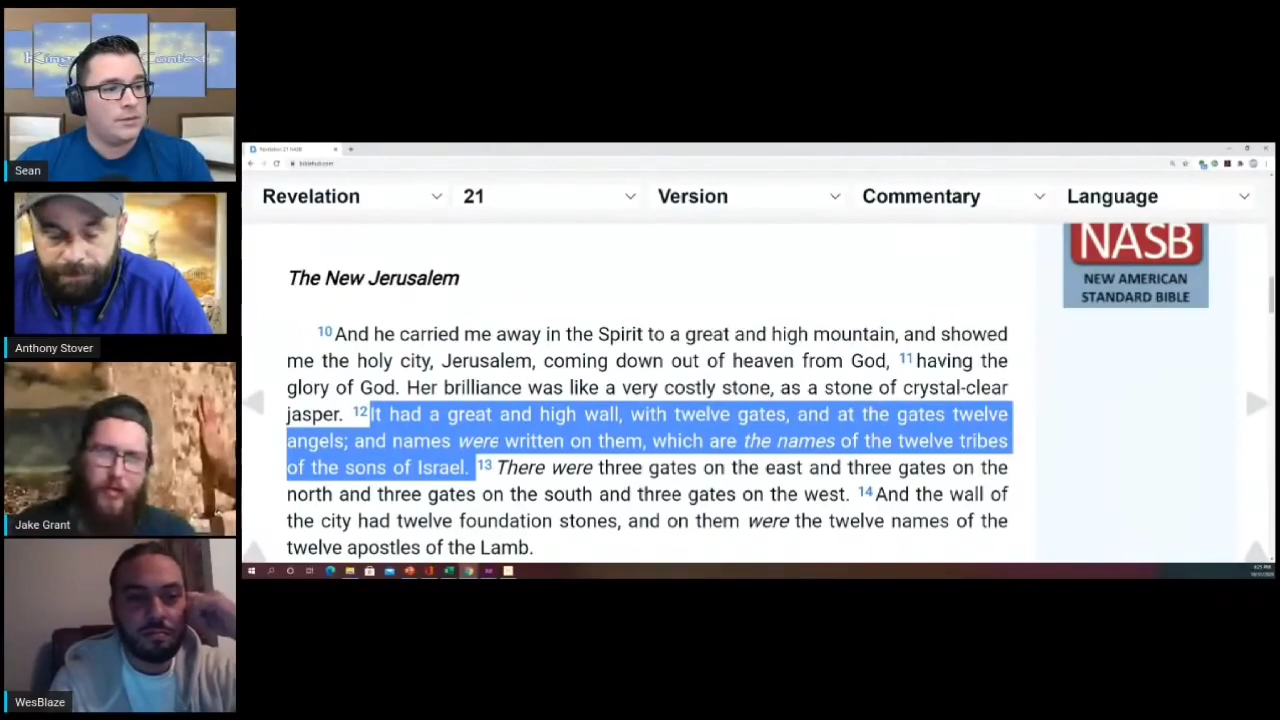 King Context
Sean
Anthony Stover
Jake Grant
WesBlaze
Revelation 21 NASB
biblehub.com
Revelation 21 Version Commentary Language
NASB
NEW AMERICAN
STANDARD BIBLE
The New Jerusalem
10 And he carried me away in the Spirit to a great and high mountain, and showed
me the holy city, Jerusalem, coming down out of heaven from God, 11 having the
glory of God. Her brilliance was like a very costly stone, as a stone of crystal-clear
jasper. 12 It had a great and high wall, with twelve gates, and at the gates twelve
angels; and names were written on them, which are the names of the twelve tribes
of the sons of Israel. 13 There were three gates on the east and three gates on the
north and three gates on the south and three gates on the west. 14 And the wall of
the city had twelve foundation stones, and on them were the twelve names of the
twelve apostles of the Lamb.